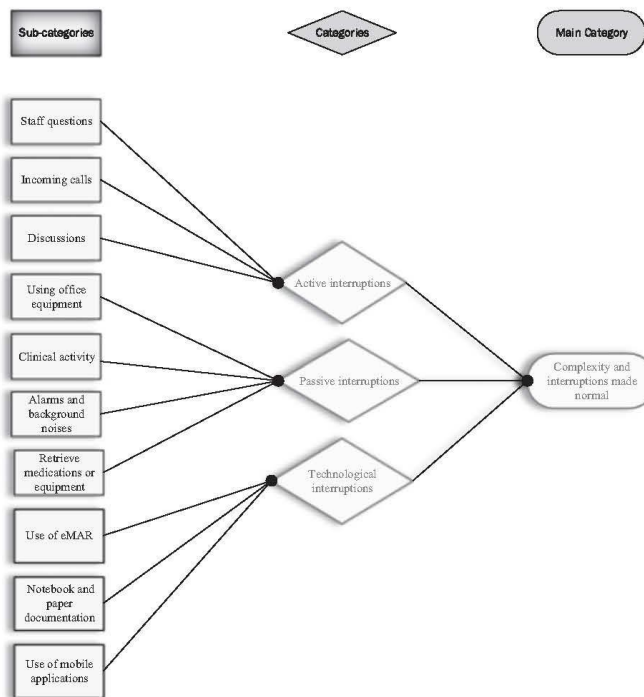 Sub-categories
Categories
Main Category
Staff questions
Incoming calls
Discussions
Using office
equipment
Clinical activity
Alarms and
background
noises
Retrieve
medications or
equipment
Use of eMAR
Notebook and
paper
documentation
Use of mobile
applications
Active interruptions
Passive interruptions
Technological
interruptions
Complexity and
interruptions made
normal